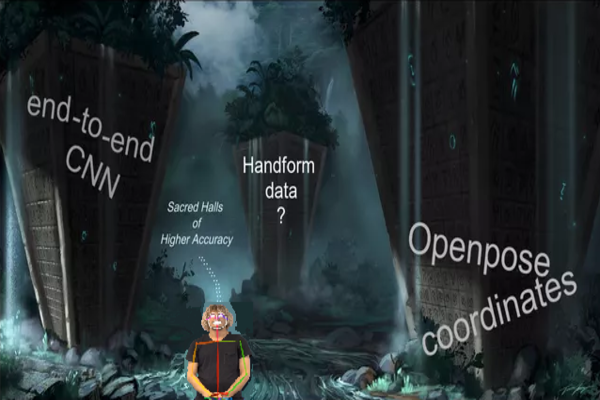 end-to-end
CNN
Handform
data
?
Sacred Halls
of
Higher Accuracy
Openpose
coordinates